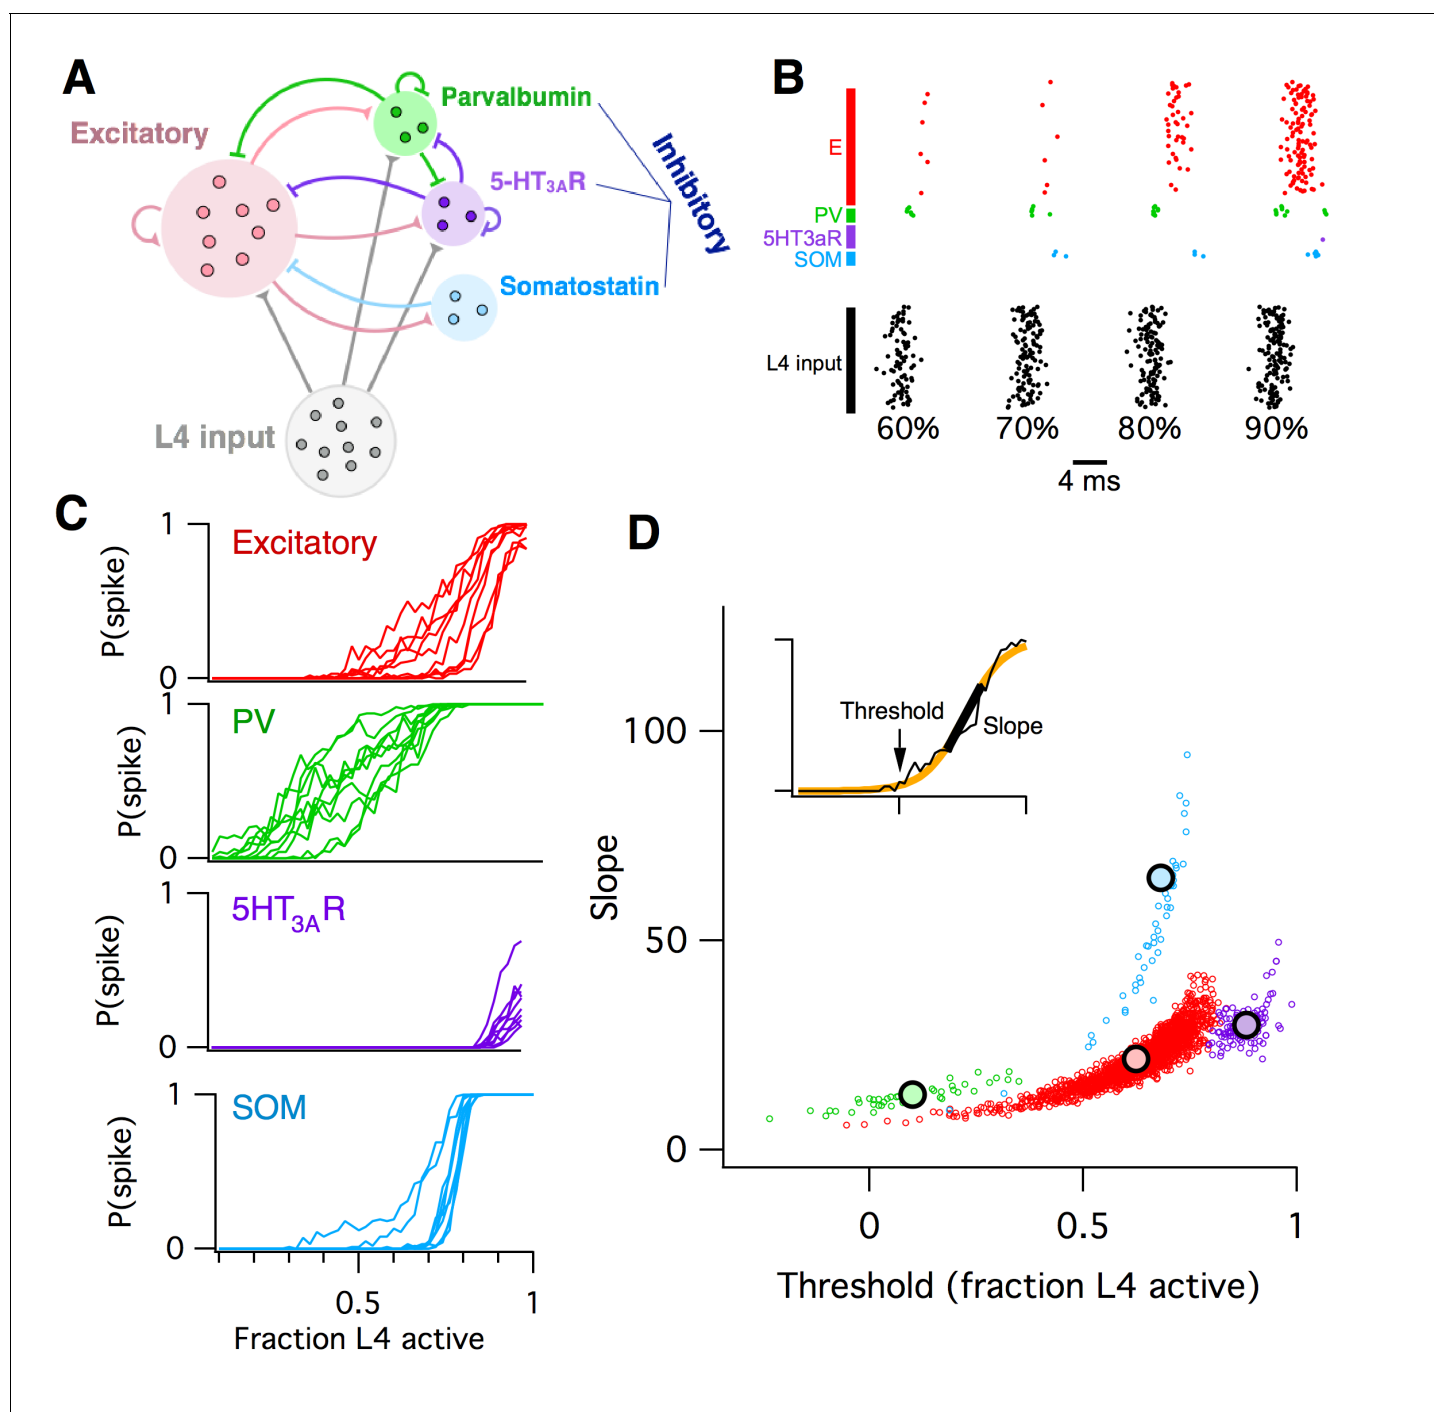 A
Parvalbumin
Excitatory
5-HT3AR
Inhibitory
Somatostatin
L4 input
B
E
PV
5HT3aR
SOM
L4 input
60% 70% 80% 90%
4 ms
C
1
Excitatory
P(spike)
0
1
PV
P(spike)
0
1
5HT3AR
P(spike)
0
1
SOM
P(spike)
0
0.5 1
Fraction L4 active
D
Threshold
Slope
100
Slope
50
0
0 0.5 1
Threshold (fraction L4 active)